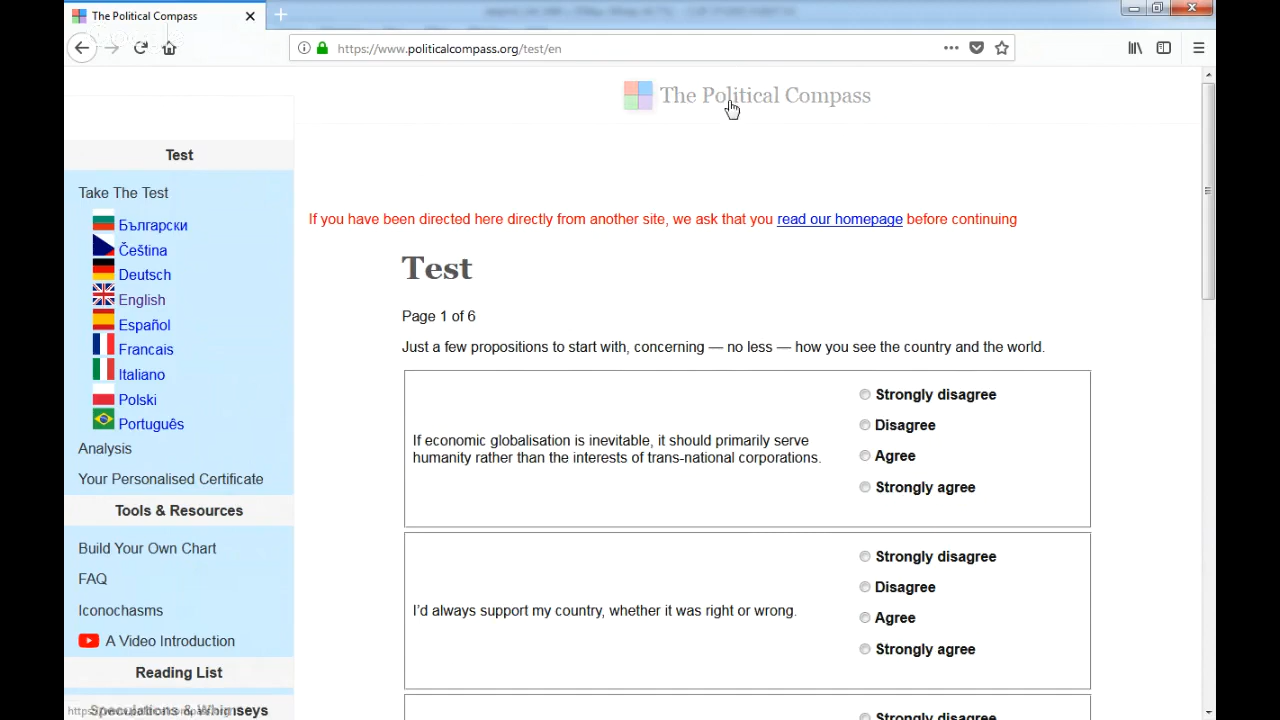 The Political Compass
https://www.politicalcompass.org/test/en
The Political Compass
Test
Take The Test
Български
Čeština
Deutsch
English
Español
Francais
Italiano
Polski
Português
Analysis
Your Personalised Certificate
Tools & Resources
Build Your Own Chart
FAQ
Iconochasms
A Video Introduction
Reading List
If you have been directed here directly from another site, we ask that you read our homepage before continuing
Test
Page 1 of 6
Just a few propositions to start with, concerning — no less — how you see the country and the world.
If economic globalisation is inevitable, it should primarily serve
humanity rather than the interests of trans-national corporations.
Strongly disagree
Disagree
Agree
Strongly agree
I'd always support my country, whether it was right or wrong.
Strongly disagree
Disagree
Agree
Strongly agree
Strongly disagree